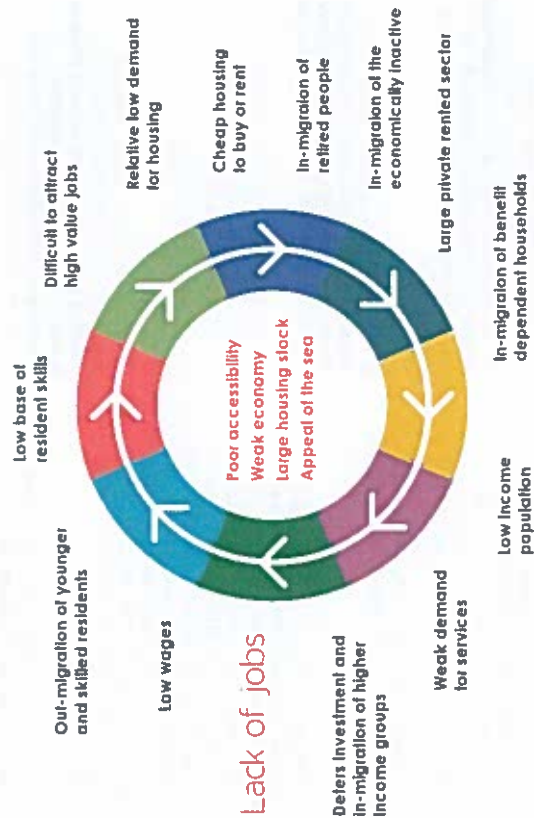 Low base of
resident skills
Difficult to attract
high value jobs
Relative low demand
for housing
Cheap housing
to buy or rent
In-migraion of
retired people
In-migraion of the
economically inactive
Large private rented sector
In-migraion of benefit
dependent households
Low income
population
Weak demand
for services
Deters investment and
in-migration of higher
income groups
Lack of jobs
Low wages
Out-migration of younger
and skilled residents
Poor accessibility
Weak economy
Large housing stock
Appeal of the sea